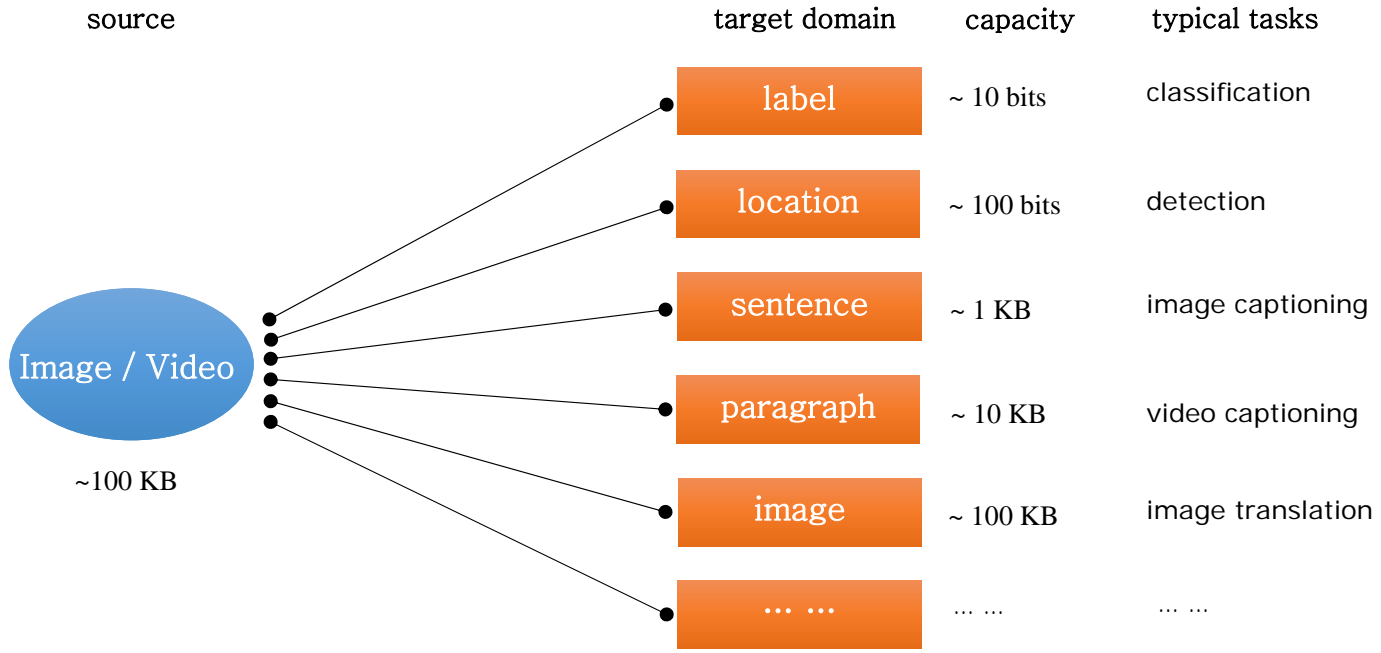 source target domain capacity typical tasks
label ~ 10 bits classification
location ~ 100 bits detection
sentence ~ 1 KB image captioning
Image / Video
paragraph ~ 10 KB video captioning
~100 KB
image ~ 100 KB image translation
... ... ... ... ... ...